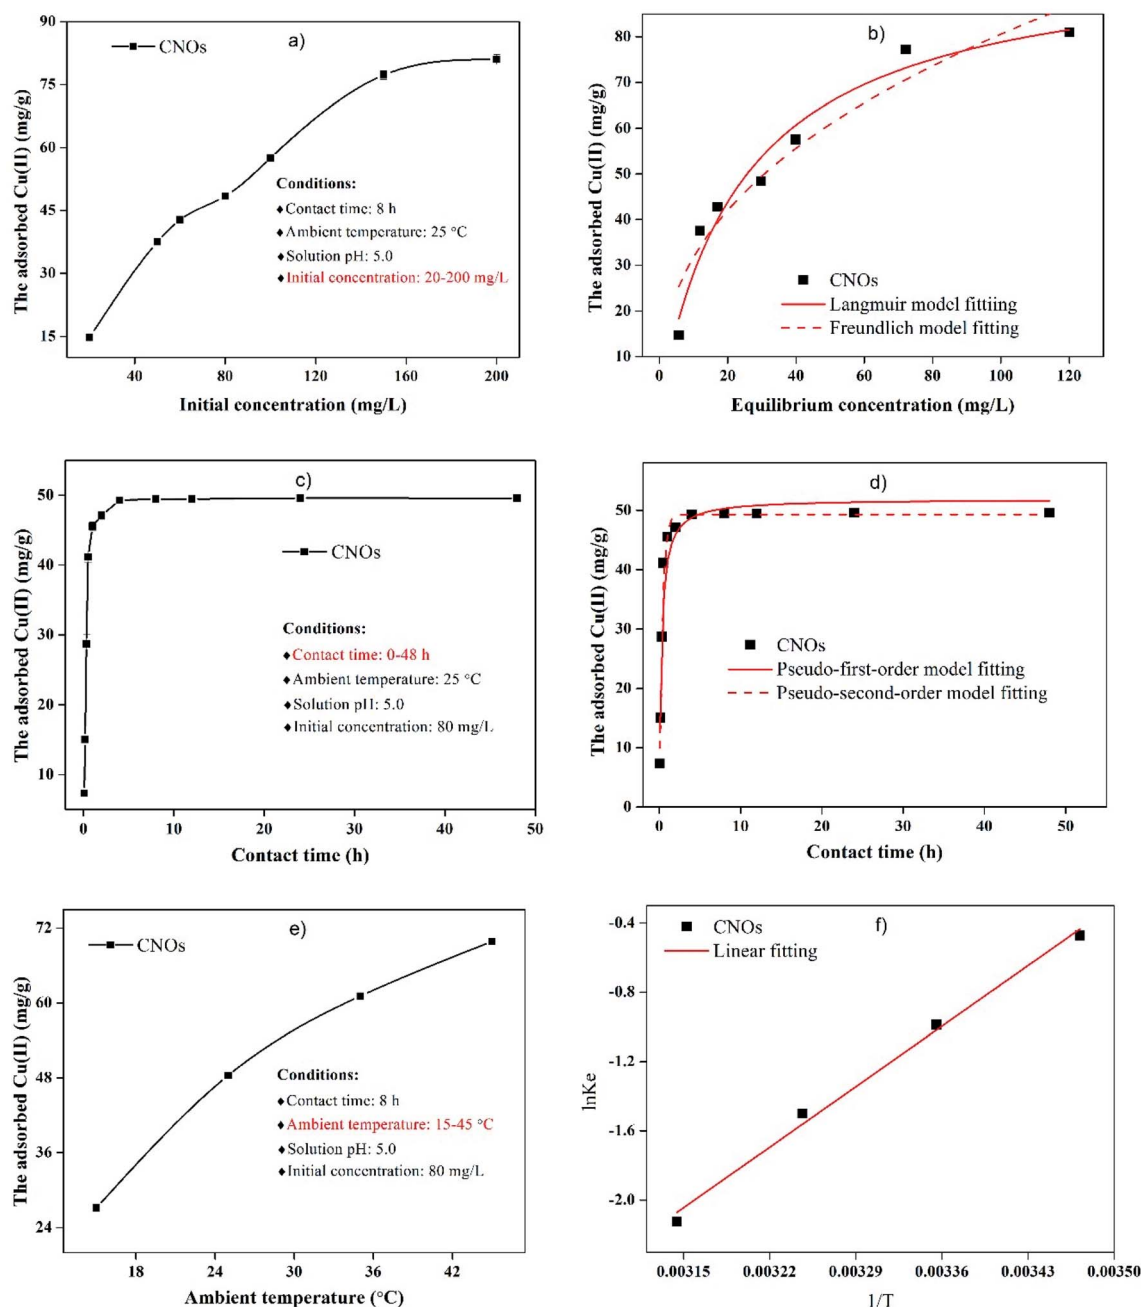 a)
CNOs
The adsorbed Cu(II) (mg/g)
90
75
60
45
30
15
Conditions:
♦Contact time: 8 h
♦Ambient temperature: 25 °C
♦Solution pH: 5.0
♦Initial concentration: 20-200 mg/L
40 80 120 160 200
Initial concentration (mg/L)
b)
The adsorbed Cu(II) (mg/g)
80
70
60
50
40
30
20
10
CNOs
Langmuir model fittiing
Freundlich model fitting
0 20 40 60 80 100 120
Equilibrium concentration (mg/L)
c)
The adsorbed Cu(II) (mg/g)
50
40
30
20
10
CNOs
Conditions:
♦Contact time: 0-48 h
♦Ambient temperature: 25 °C
♦Solution pH: 5.0
♦Initial concentration: 80 mg/L
0 10 20 30 40 50
Contact time (h)
d)
The adsorbed Cu(II) (mg/g)
50
40
30
20
10
0
CNOs
Pseudo-first-order model fitting
Pseudo-second-order model fitting
0 10 20 30 40 50
Contact time (h)
e)
CNOs
The adsorbed Cu(II) (mg/g)
72
60
48
36
24
Conditions:
♦Contact time: 8 h
♦Ambient temperature: 15-45 °C
♦Solution pH: 5.0
♦Initial concentration: 80 mg/L
18 24 30 36 42
Ambient temperature (°C)
f)
CNOs
Linear fitting
lnKe
-0.4
-0.8
-1.2
-1.6
-2.0
0.00315 0.00322 0.00329 0.00336 0.00343 0.00350
1/T